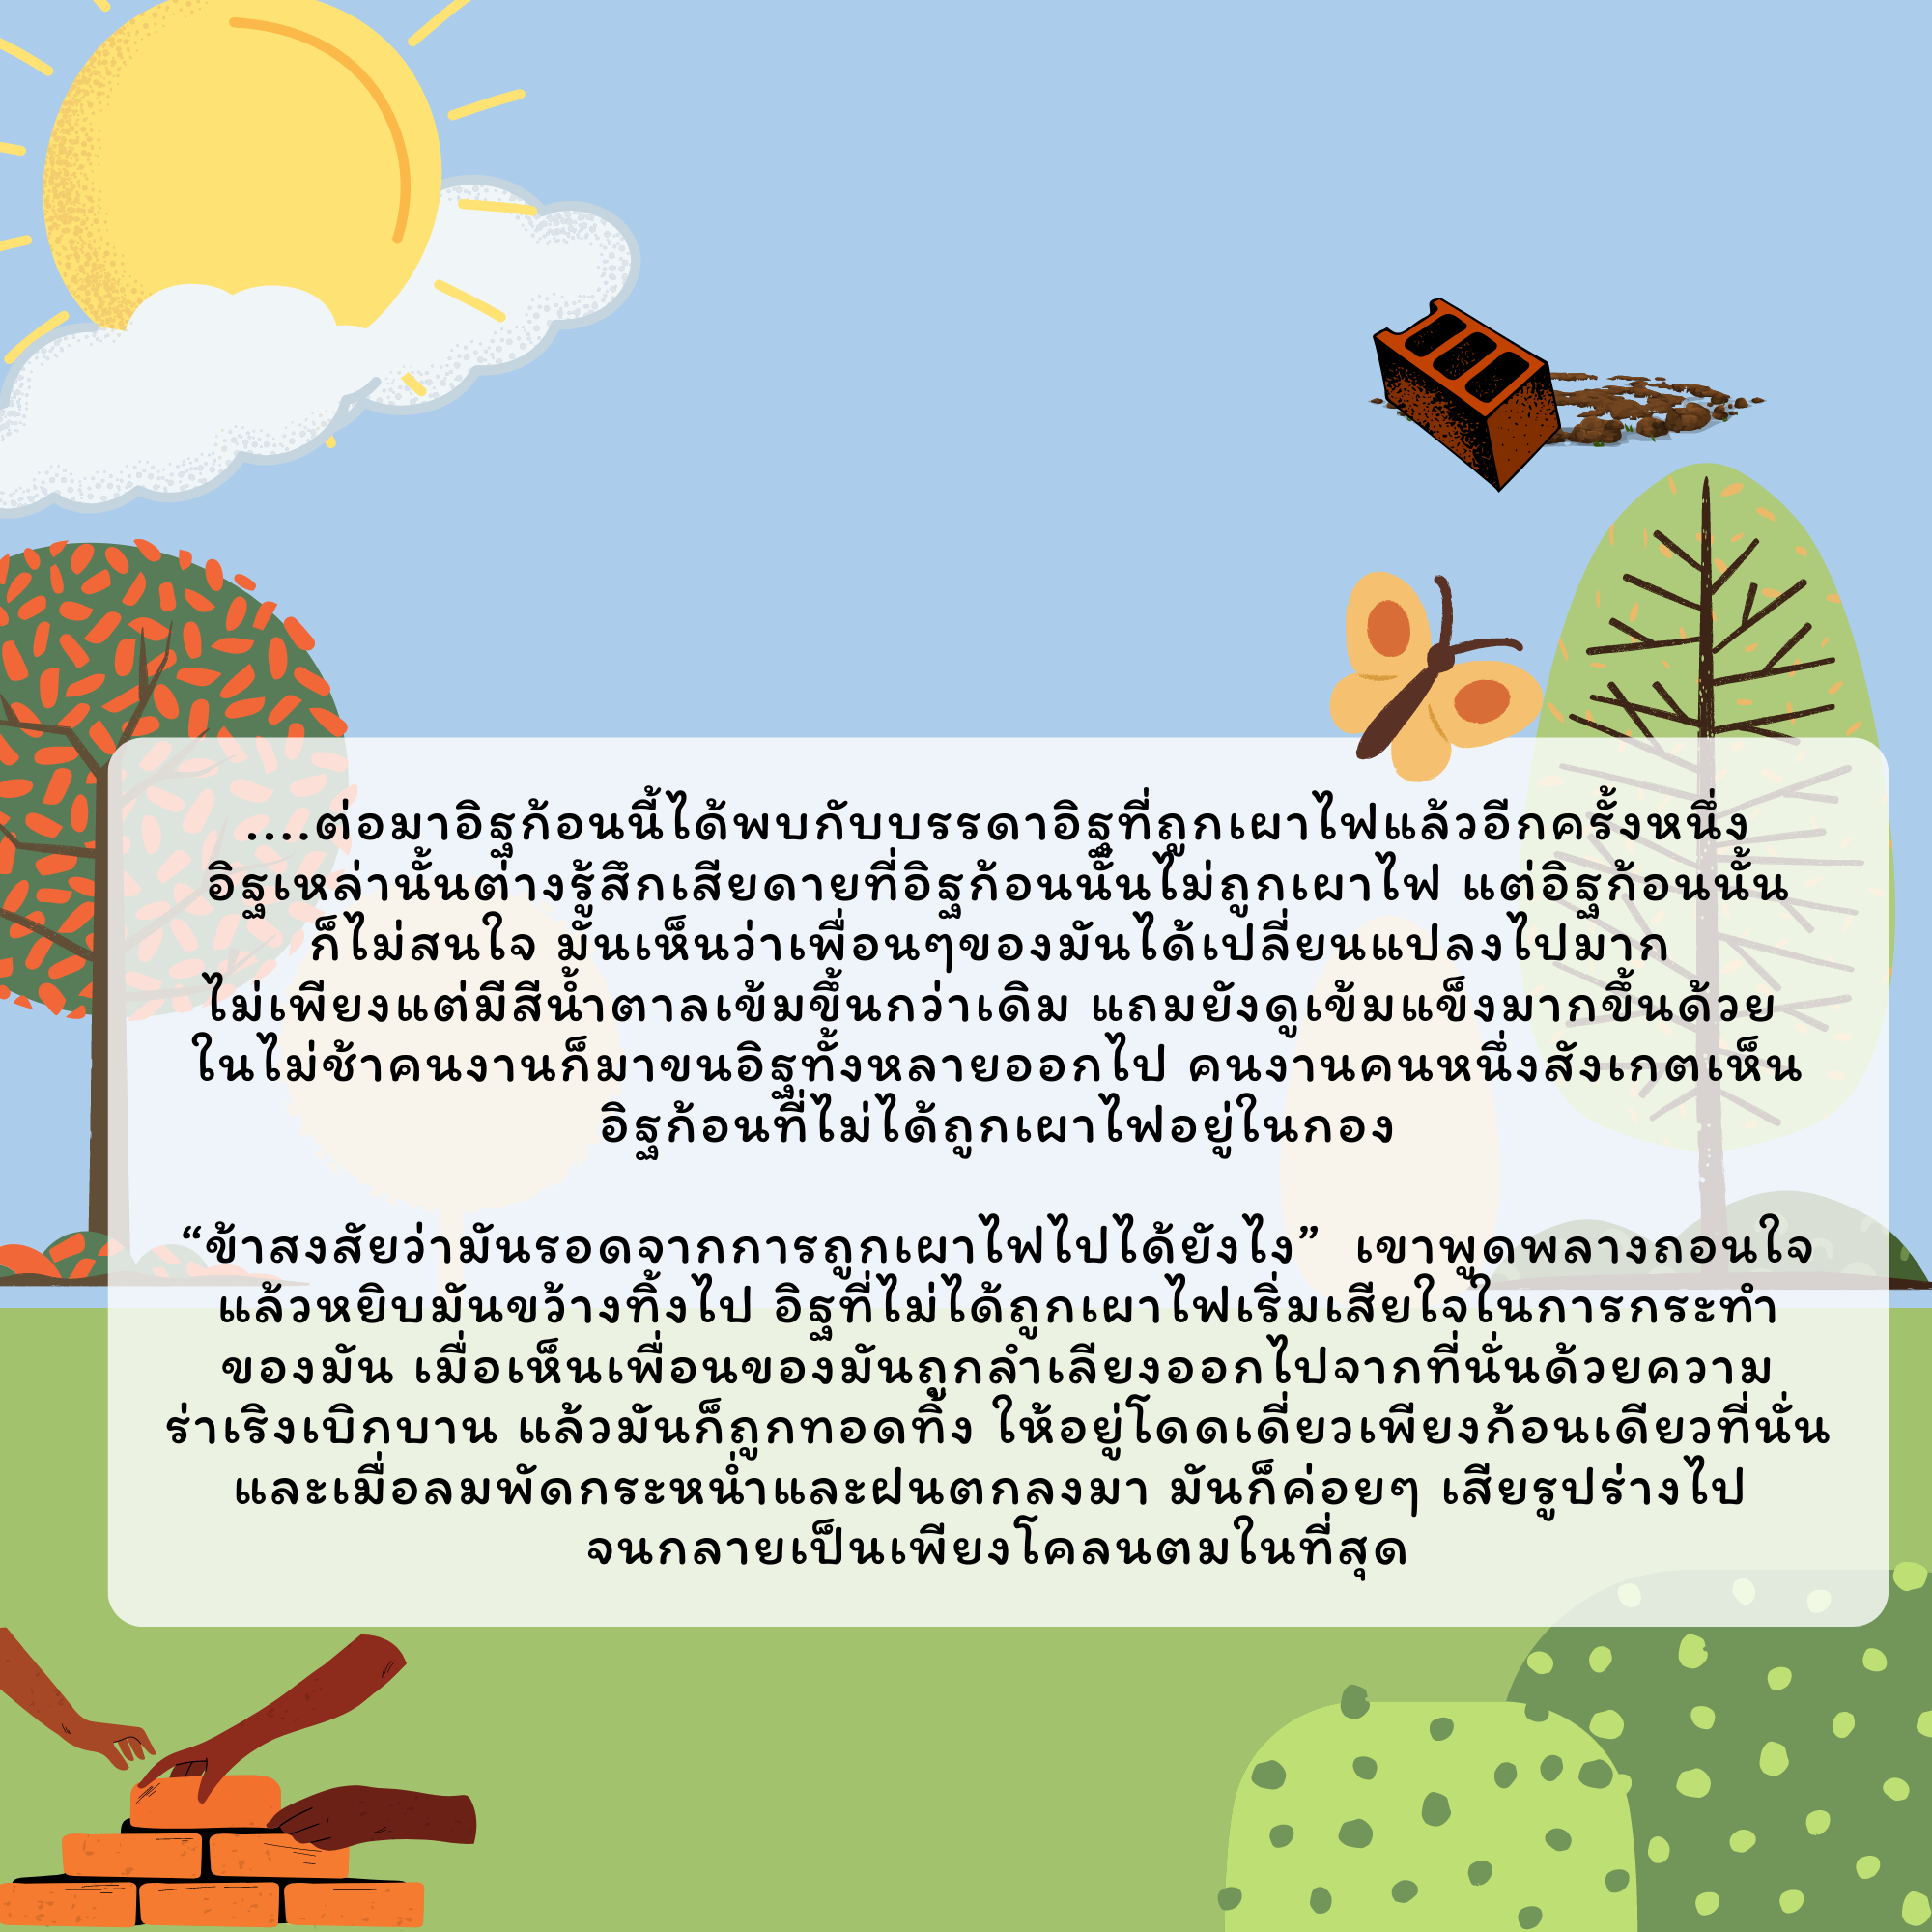 ....ต่อมาอิฐก้อนนี้ได้พบกับบรรดาอิฐที่ถูกเผาไฟแล้วอีกครั้งหนึ่ง
อิฐเหล่านั้นต่างรู้สึกเสียดายที่อิฐก้อนนั้นไม่ถูกเผาไฟ แต่อิฐก้อนนั้น
ก็ไม่สนใจ มันเห็นว่าเพื่อนๆของมันได้เปลี่ยนแปลงไปมาก
ไม่เพียงแต่มีสีน้ำตาลเข้มขึ้นกว่าเดิม แถมยังดูเข้มแข็งมากขึ้นด้วย
ในไม่ช้าคนงานก็มาขนอิฐทั้งหลายออกไป คนงานคนหนึ่งสังเกตเห็น
อิฐก้อนที่ไม่ได้ถูกเผาไฟอยู่ในกอง
“ข้าสงสัยว่ามันรอดจากการถูกเผาไฟไปได้ยังไง” เขาพูดพลางถอนใจ
แล้วหยิบมันขว้างทิ้งไป อิฐที่ไม่ได้ถูกเผาไฟเริ่มเสียใจในการกระทำ
ของมัน เมื่อเห็นเพื่อนของมันถูกลำเลียงออกไปจากที่นั่นด้วยความ
ร่าเริงเบิกบาน แล้วมันก็ถูกทอดทิ้ง ให้อยู่โดดเดี่ยวเพียงก้อนเดียวที่นั่น
และเมื่อลมพัดกระหน่ำและฝนตกลงมา มันก็ค่อยๆ เสียรูปร่างไป
จนกลายเป็นเพียงโคลนตมในที่สุด